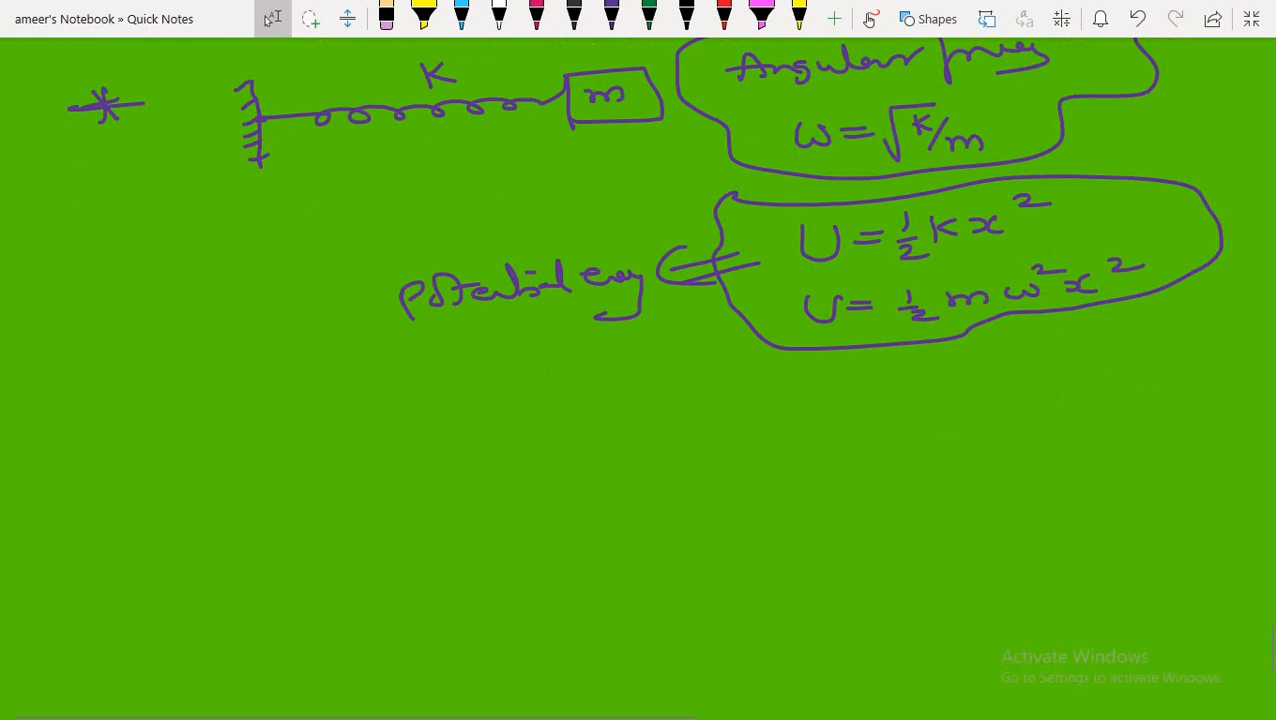 ameer's Notebook » Quick Notes
Shapes
K
m
Angular freq
ω = √K/m
U = ½ K x²
U = ½ m ω² x²
potential
Activate Windows
Go to Settings to activate Windows.